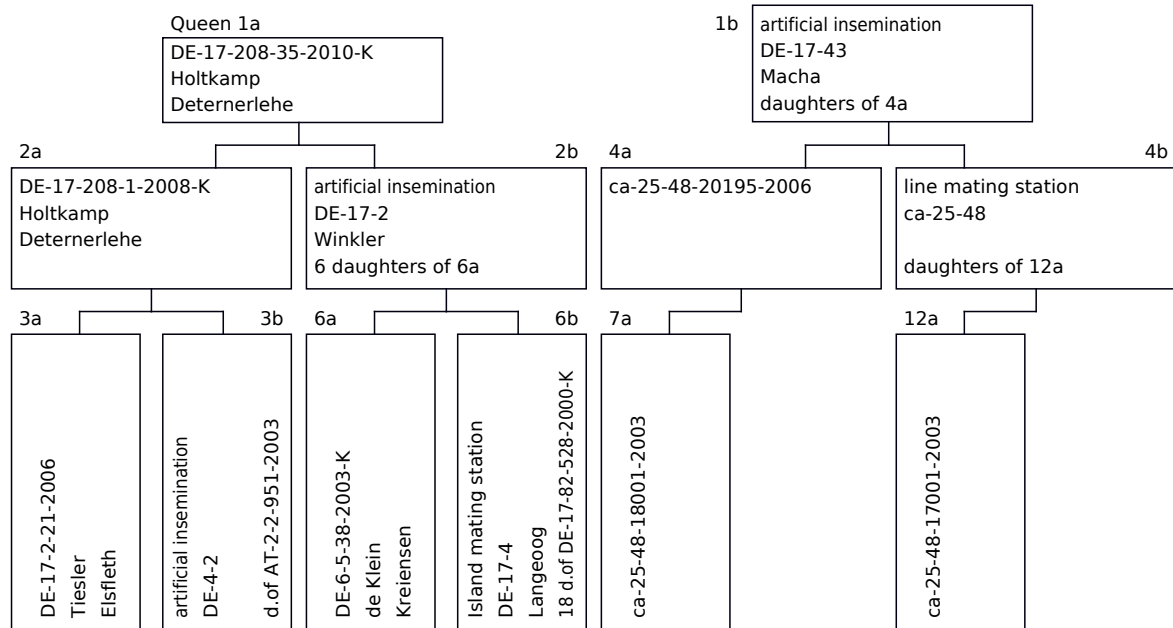 Queen 1a
DE-17-208-35-2010-K
Holtkamp
Deternerlehe
1b
artificial insemination
DE-17-43
Macha
daughters of 4a
2a
DE-17-208-1-2008-K
Holtkamp
Deternerlehe
2b
artificial insemination
DE-17-2
Winkler
6 daughters of 6a
4a
ca-25-48-20195-2006
4b
line mating station
ca-25-48
daughters of 12a
3a
DE-17-2-21-2006
Tiesler
Elsfleth
3b
artificial insemination
DE-4-2
d.of AT-2-2-951-2003
6a
DE-6-5-38-2003-K
de Klein
Kreiensen
6b
Island mating station
DE-17-4
Langeoog
18 d.of DE-17-82-528-2000-K
7a
ca-25-48-18001-2003
12a
ca-25-48-17001-2003